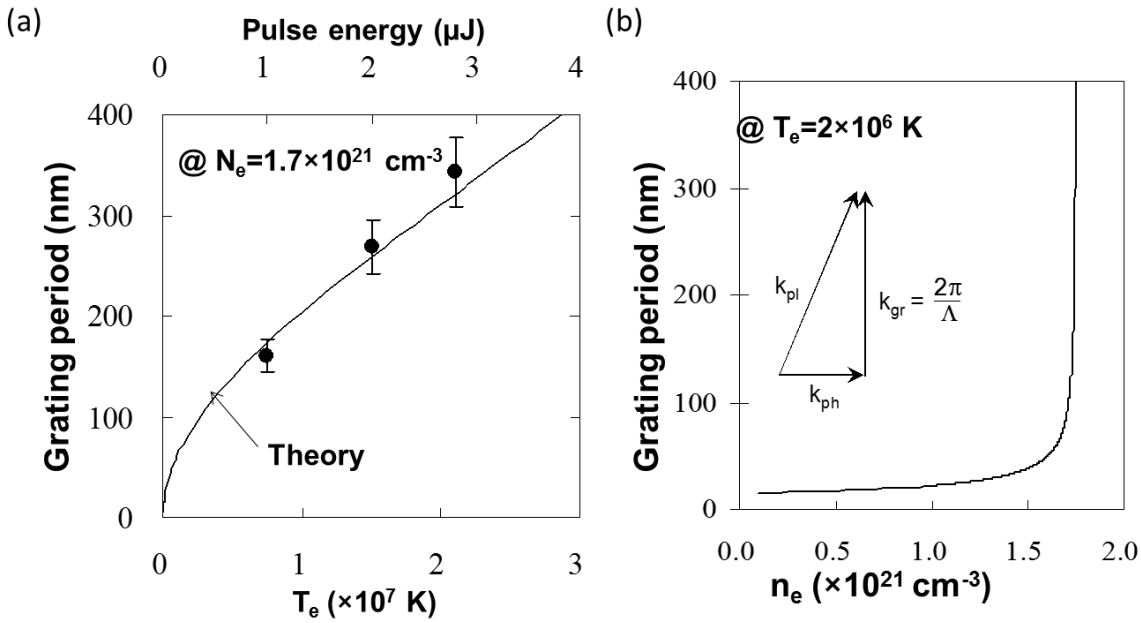 (a)
Pulse energy (μJ)
0 1 2 3 4
400
300
200
100
0
Grating period (nm)
@ Nₑ=1.7×10²¹ cm⁻³
Theory
0 1 2 3
Tₑ (×10⁷ K)
(b)
400
300
200
100
0
Grating period (nm)
@ Tₑ=2×10⁶ K
kₚₗ
k_gr = 2π/Λ
kₚₕ
0.0 0.5 1.0 1.5 2.0
nₑ (×10²¹ cm⁻³)